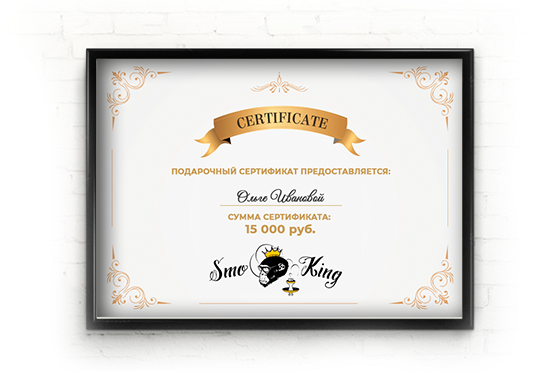 CERTIFICATE
ПОДАРОЧНЫЙ СЕРТИФИКАТ ПРЕДОСТАВЛЯЕТСЯ:
Ольге Ивановой
СУММА СЕРТИФИКАТА:
15 000 руб.
Smo King